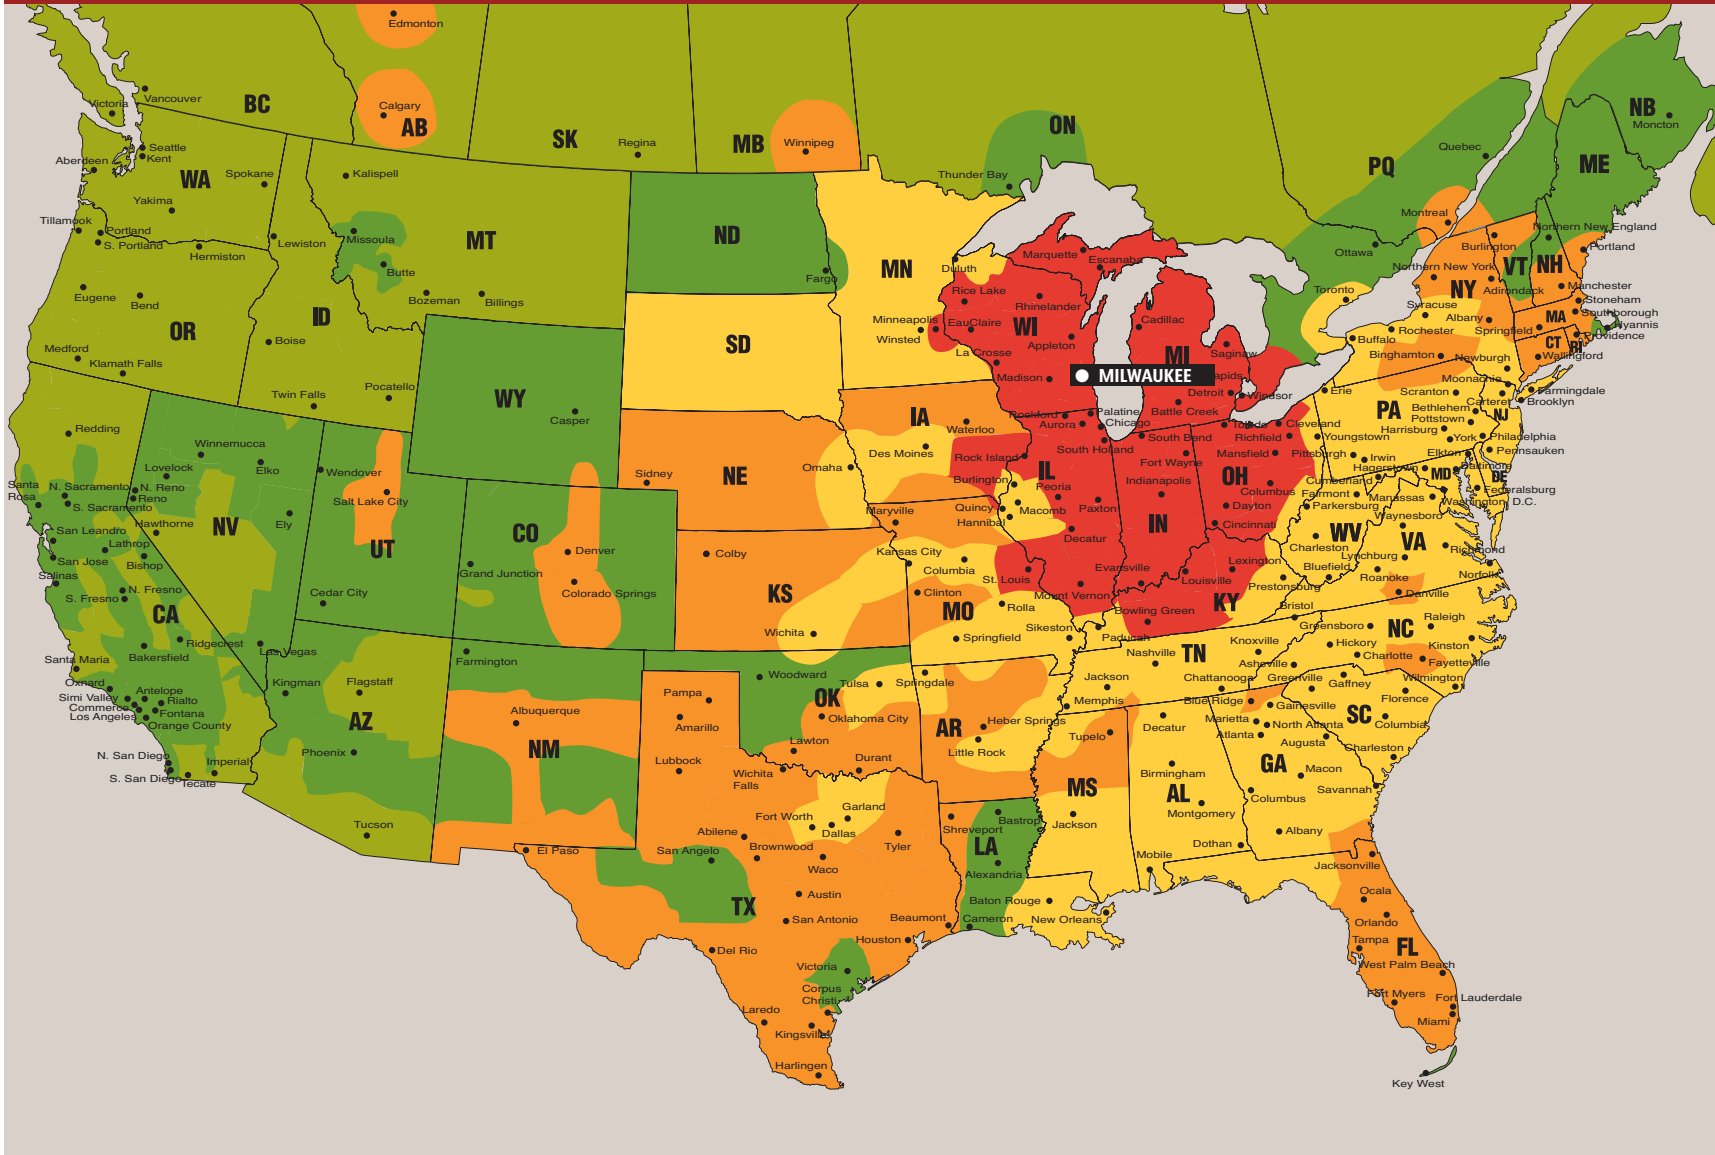 Edmonton
Calgary
AB
Vancouver
Victoria
BC
SK
Regina
MB
Winnipeg
ON
Thunder Bay
PQ
Quebec
Montreal
Ottawa
Toronto
NB
Moncton
ME
Seattle
Kent
Aberdeen
WA
Spokane
Yakima
Tillamook
Portland
S. Portland
Hermiston
Lewiston
Eugene
Bend
OR
Medford
Klamath Falls
Kalispell
Missoula
MT
Butte
Bozeman
Billings
ID
Boise
Twin Falls
Pocatello
ND
Fargo
SD
WY
Casper
MN
Duluth
Minneapolis
Winsted
EauClaire
Rice Lake
Rhinelander
WI
Appleton
La Crosse
Madison
MILWAUKEE
Marquette
Escanaba
Cadillac
MI
Saginaw
apids
Detroit
Windsor
Battle Creek
Northern New England
Portland
Burlington
Northern New York
VT
NH
Adirondack
NY
Manchester
Stoneham
Southborough
Hyannis
Providence
MA
CT
RI
Springfield
Wallingford
Syracuse
Albany
Rochester
Buffalo
Binghamton
Newburgh
Moonachie
Farmingdale
Brooklyn
Carteret
NJ
Erie
Scranton
PA
Bethlehem
Pottstown
Harrisburg
York
Philadelphia
Pennsauken
Elkton
Youngstown
Pittsburgh
Irwin
Hagerstown
MD
Baltimore
DE
Federalsburg
Washington, D.C.
Cumberland
Fairmont
Manassas
Parkersburg
Redding
Santa
Rosa
N. Sacramento
S. Sacramento
San Leandro
Lathrop
San Jose
Bishop
Salinas
N. Fresno
S. Fresno
CA
Ridgecrest
Bakersfield
Santa Maria
Oxnard
Simi Valley
Commerce
Los Angeles
Antelope
Rialto
Fontana
Orange County
N. San Diego
S. San Diego
Tecate
Imperial
Winnemucca
Lovelock
Elko
N. Reno
Reno
Hawthorne
NV
Ely
Las Vegas
Wendover
Salt Lake City
UT
Cedar City
CO
Denver
Grand Junction
Colorado Springs
Kingman
Flagstaff
AZ
Phoenix
Tucson
Farmington
Albuquerque
NM
Sidney
NE
Omaha
IA
Waterloo
Des Moines
Colby
KS
Wichita
Maryville
Kansas City
Columbia
Clinton
MO
Rolla
Springfield
Sikeston
St. Louis
Quincy
Hannibal
Rockford
Palatine
Aurora
Chicago
South Holland
Rock Island
IL
Burlington
Peoria
Macomb
Paxton
Decatur
Mount Vernon
South Bend
Fort Wayne
Indianapolis
IN
Evansville
Toledo
Cleveland
Richfield
Mansfield
OH
Columbus
Dayton
Cincinnati
Lexington
Louisville
KY
Bowling Green
Paducah
Prestonsburg
WV
Charleston
Bluefield
Waynesboro
VA
Lynchburg
Richmond
Roanoke
Norfolk
Danville
Bristol
Greensboro
NC
Raleigh
Hickory
Kinston
Charlotte
Fayetteville
Asheville
Wilmington
Knoxville
TN
Nashville
Jackson
Chattanooga
Memphis
Greenville
Gaffney
Florence
SC
Columbia
Charleston
Blue Ridge
Gainesville
Marietta
North Atlanta
Atlanta
Augusta
GA
Macon
Columbus
Savannah
Albany
Decatur
Birmingham
AL
Montgomery
Dothan
Mobile
Tupelo
MS
Jackson
Woodward
Tulsa
OK
Oklahoma City
Lawton
Durant
Springdale
AR
Heber Springs
Little Rock
Pampa
Amarillo
Lubbock
Wichita
Falls
Garland
Fort Worth
Dallas
Abilene
Brownwood
Tyler
Waco
El Paso
San Angelo
TX
Austin
San Antonio
Beaumont
Houston
Del Rio
Victoria
Corpus
Christi
Laredo
Kingsville
Harlingen
Shreveport
Bastrop
LA
Alexandria
Baton Rouge
Cameron
New Orleans
Jacksonville
Ocala
Orlando
Tampa
FL
West Palm Beach
Fort Myers
Fort Lauderdale
Miami
Key West